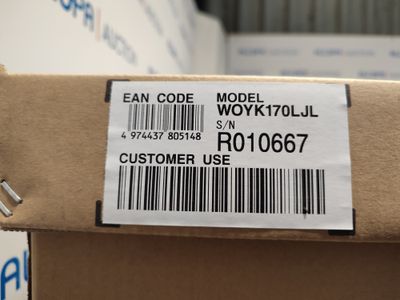 EAN CODE MODEL
WOYK170LJL
S/N
4 974437 805148
R010667
CUSTOMER USE